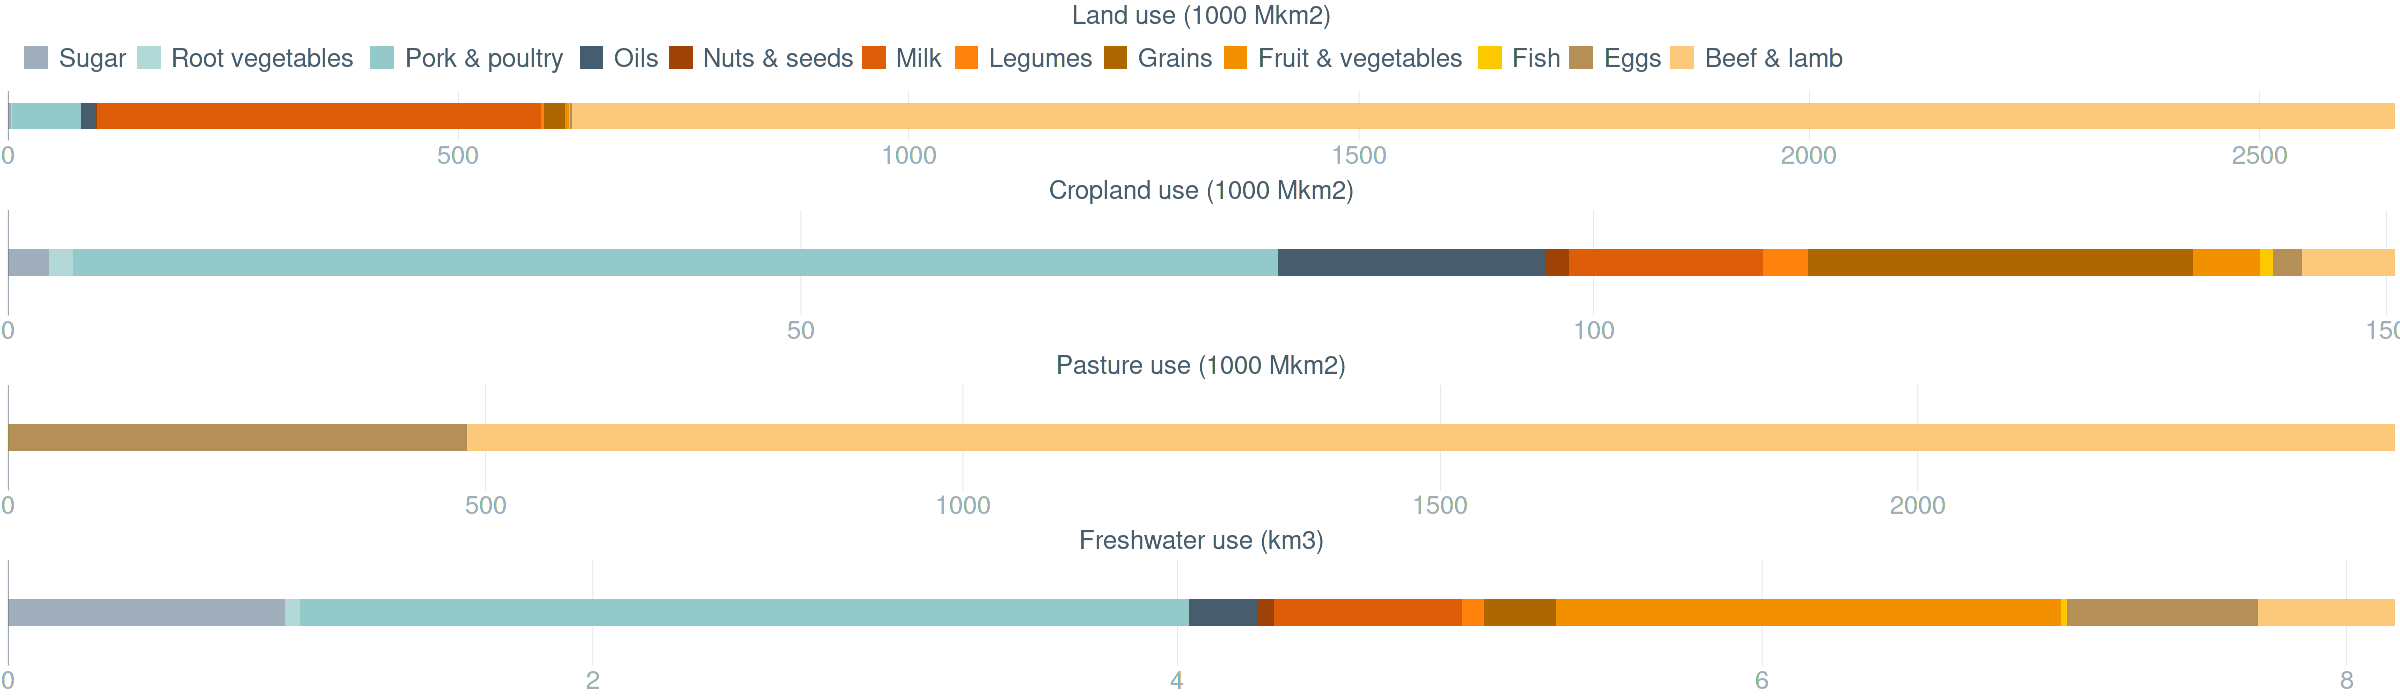 Land use (1000 Mkm2)
Sugar Root vegetables Pork & poultry Oils Nuts & seeds Milk Legumes Grains Fruit & vegetables Fish Eggs Beef & lamb
0 500 1000 1500 2000 2500
Cropland use (1000 Mkm2)
0 50 100 150
Pasture use (1000 Mkm2)
0 500 1000 1500 2000
Freshwater use (km3)
0 2 4 6 8